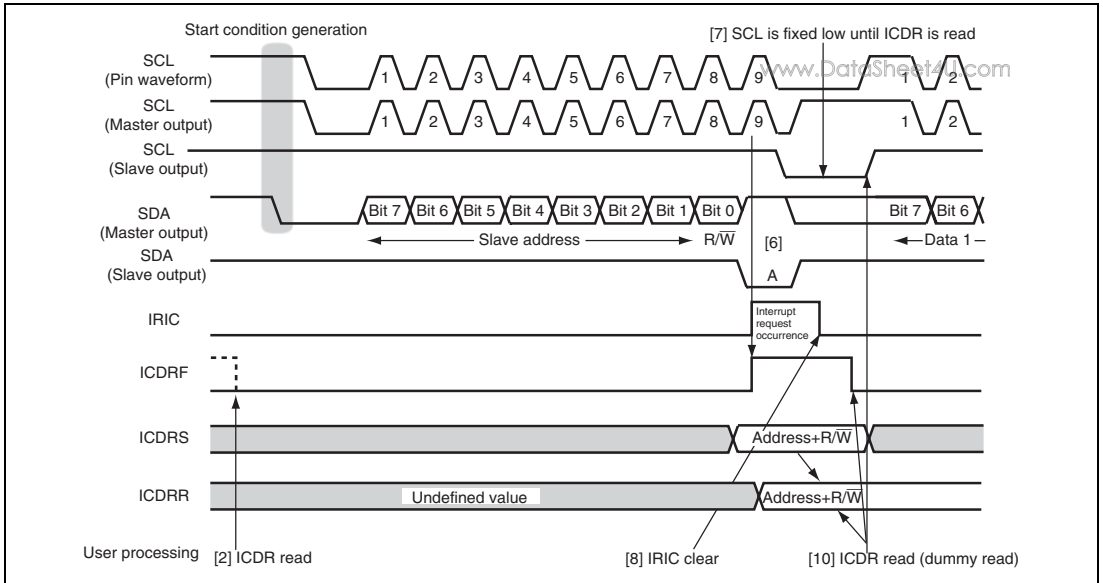 Start condition generation
[7] SCL is fixed low until ICDR is read
www.DataSheet4U.com
SCL
(Pin waveform)
1 2 3 4 5 6 7 8 9 1 2
SCL
(Master output)
1 2 3 4 5 6 7 8 9 1 2
SCL
(Slave output)
SDA
(Master output)
Bit 7 Bit 6 Bit 5 Bit 4 Bit 3 Bit 2 Bit 1 Bit 0 Bit 7 Bit 6
Slave address R/W̅ [6] Data 1
SDA
(Slave output)
A
IRIC
Interrupt
request
occurrence
ICDRF
ICDRS
Address+R/W̅
ICDRR
Undefined value
Address+R/W̅
User processing
[2] ICDR read
[8] IRIC clear
[10] ICDR read (dummy read)